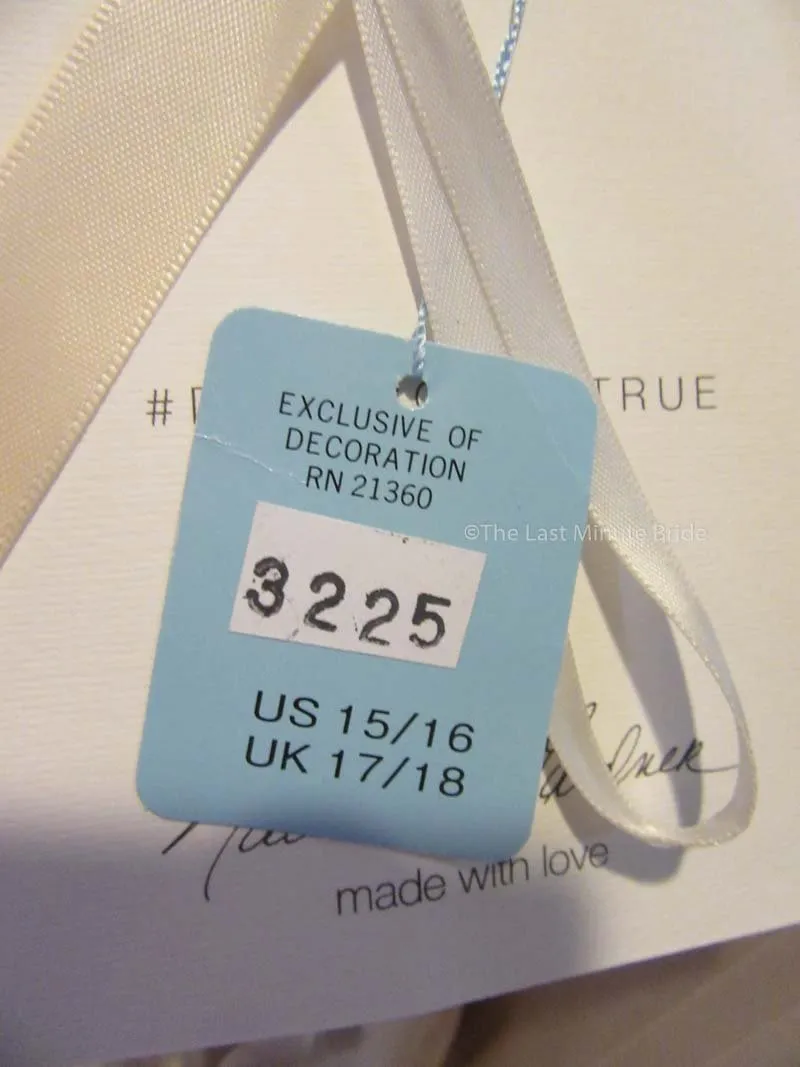 # TRUE
EXCLUSIVE OF
DECORATION
RN 21360
©The Last Minute Bride
3225
US 15/16
UK 17/18
made with love